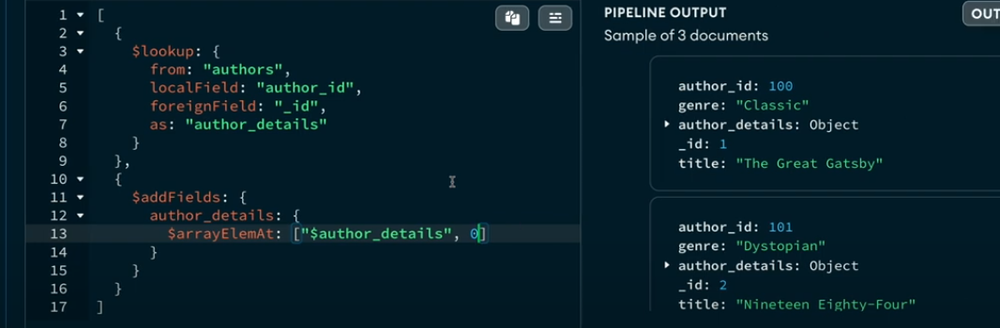 1 [
2 {
3 $lookup: {
4 from: "authors",
5 localField: "author_id",
6 foreignField: "_id",
7 as: "author_details"
8 }
9 },
10 {
11 $addFields: {
12 author_details: {
13 $arrayElemAt: ["$author_details", 0]
14 }
15 }
16 }
17 ]
PIPELINE OUTPUT
OUT
Sample of 3 documents
author_id: 100
genre: "Classic"
author_details: Object
_id: 1
title: "The Great Gatsby"
author_id: 101
genre: "Dystopian"
author_details: Object
_id: 2
title: "Nineteen Eighty-Four"